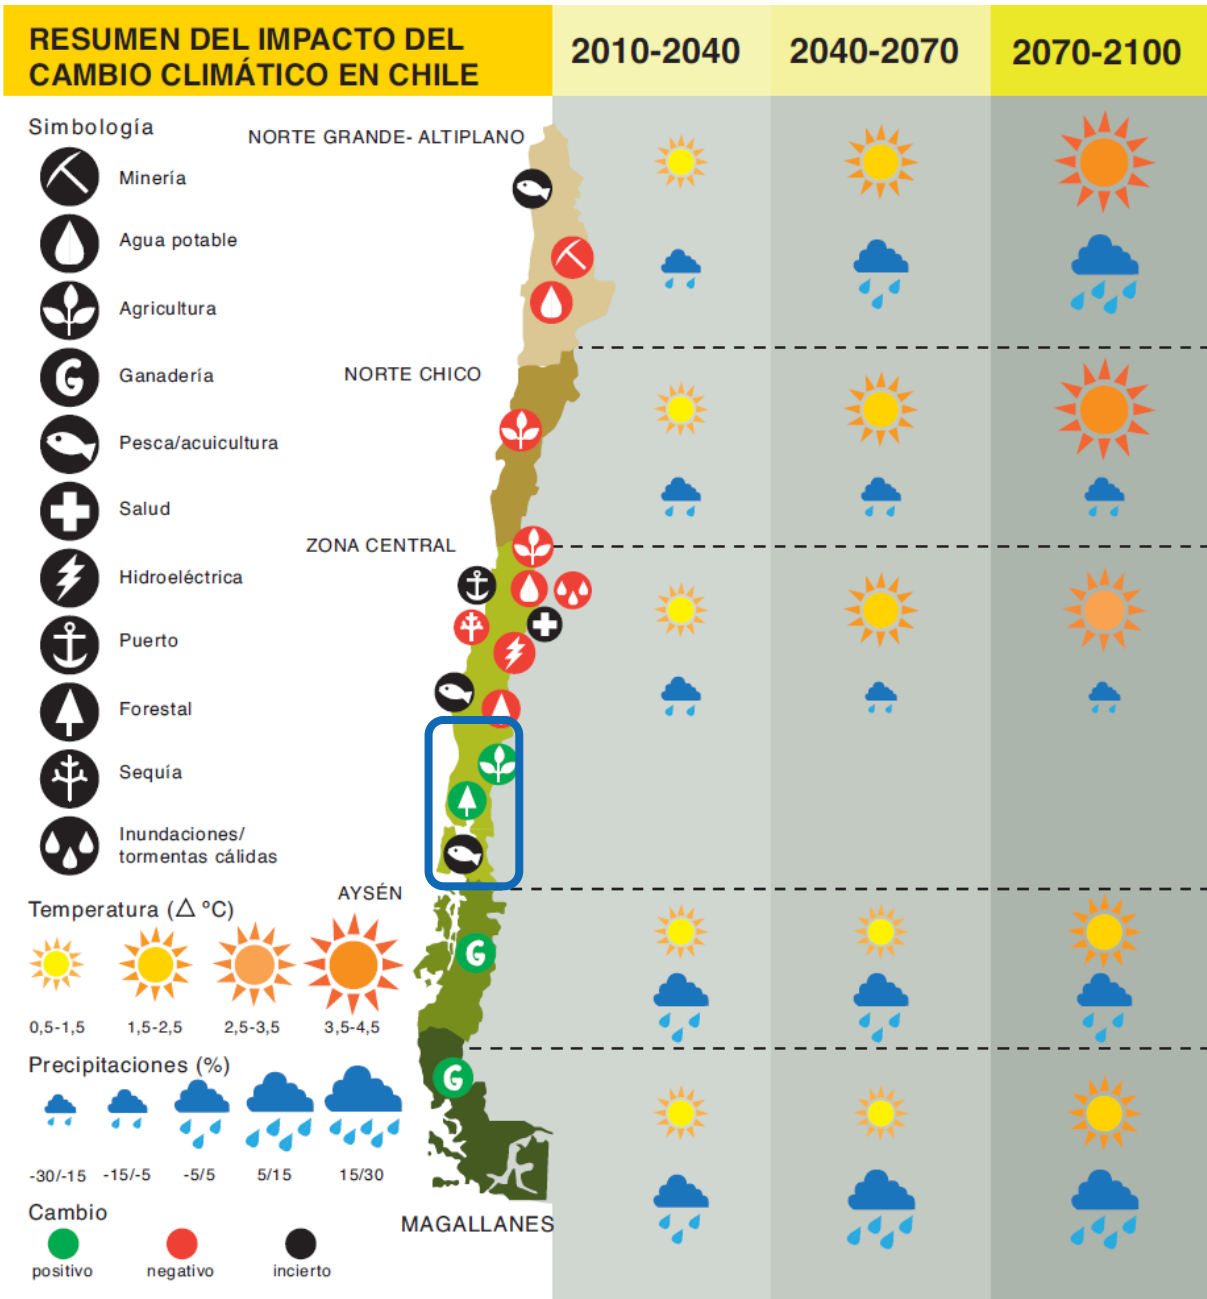 RESUMEN DEL IMPACTO DEL
CAMBIO CLIMÁTICO EN CHILE
2010-2040
2040-2070
2070-2100
Simbología
Minería
Agua potable
Agricultura
Ganadería
Pesca/acuicultura
Salud
Hidroeléctrica
Puerto
Forestal
Sequía
Inundaciones/
tormentas cálidas
NORTE GRANDE- ALTIPLANO
NORTE CHICO
ZONA CENTRAL
AYSÉN
MAGALLANES
G
G
G
Temperatura (△ ºC)
0,5-1,5
1,5-2,5
2,5-3,5
3,5-4,5
Precipitaciones (%)
-30/-15
-15/-5
-5/5
5/15
15/30
Cambio
positivo
negativo
incierto